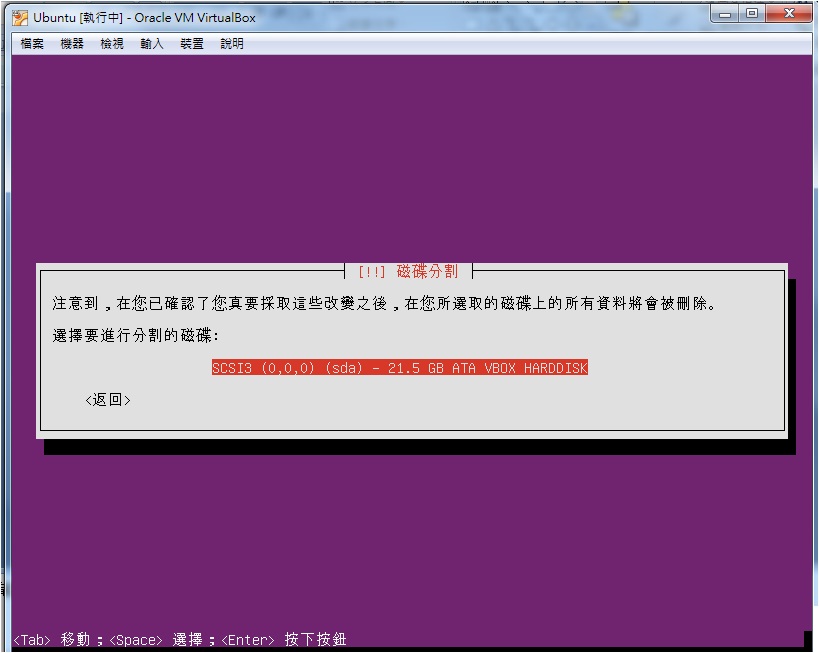 Ubuntu [執行中] - Oracle VM VirtualBox
檔案 機器 檢視 輸入 裝置 說明
[!!] 磁碟分割
注意到，在您已確認了您真要採取這些改變之後，在您所選取的磁碟上的所有資料將會被刪除。
選擇要進行分割的磁碟：
SCSI3 (0,0,0) (sda) - 21.5 GB ATA VBOX HARDDISK
<返回>
<Tab> 移動；<Space> 選擇；<Enter> 按下按鈕